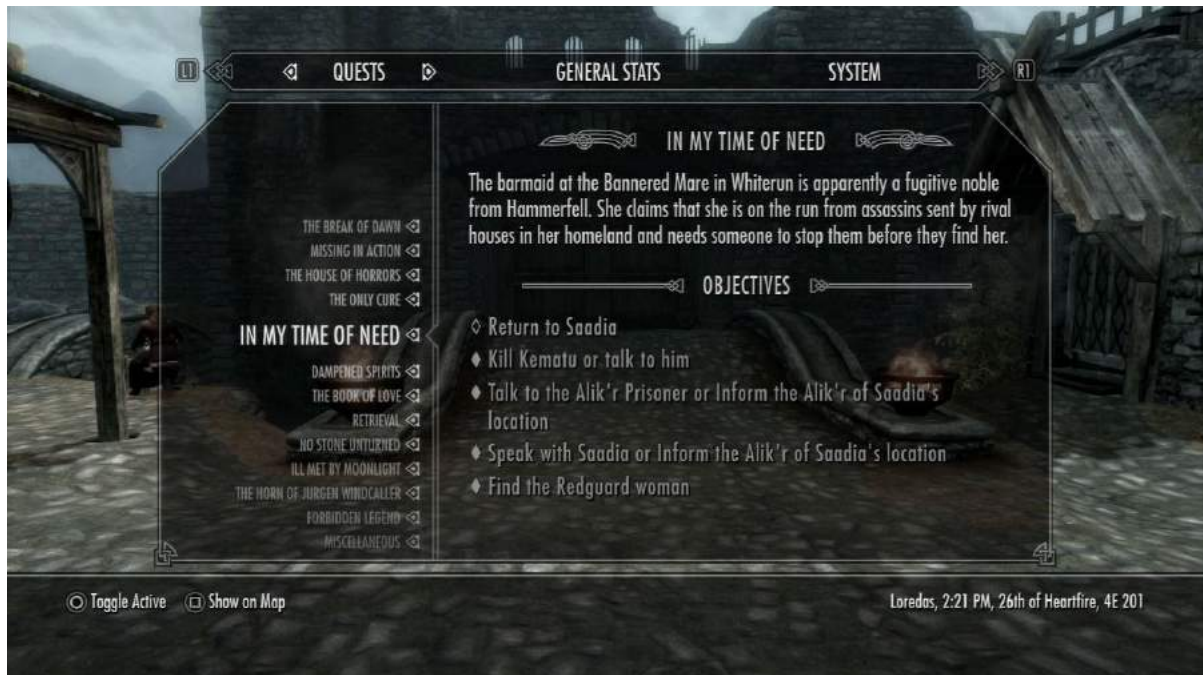 L1
QUESTS
GENERAL STATS
SYSTEM
R1
THE BREAK OF DAWN
MISSING IN ACTION
THE HOUSE OF HORRORS
THE ONLY CURE
IN MY TIME OF NEED
DAMPENED SPIRITS
THE BOOK OF LOVE
RETRIEVAL
NO STONE UNTURNED
ILL MET BY MOONLIGHT
THE HORN OF JURGEN WINDCALLER
FORBIDDEN LEGEND
MISCELLANEOUS
IN MY TIME OF NEED
The barmaid at the Bannered Mare in Whiterun is apparently a fugitive noble
from Hammerfell. She claims that she is on the run from assassins sent by rival
houses in her homeland and needs someone to stop them before they find her.
OBJECTIVES
Return to Saadia
Kill Kematu or talk to him
Talk to the Alik'r Prisoner or Inform the Alik'r of Saadia's
location
Speak with Saadia or Inform the Alik'r of Saadia's location
Find the Redguard woman
Toggle Active
Show on Map
Loredas, 2:21 PM, 26th of Heartfire, 4E 201